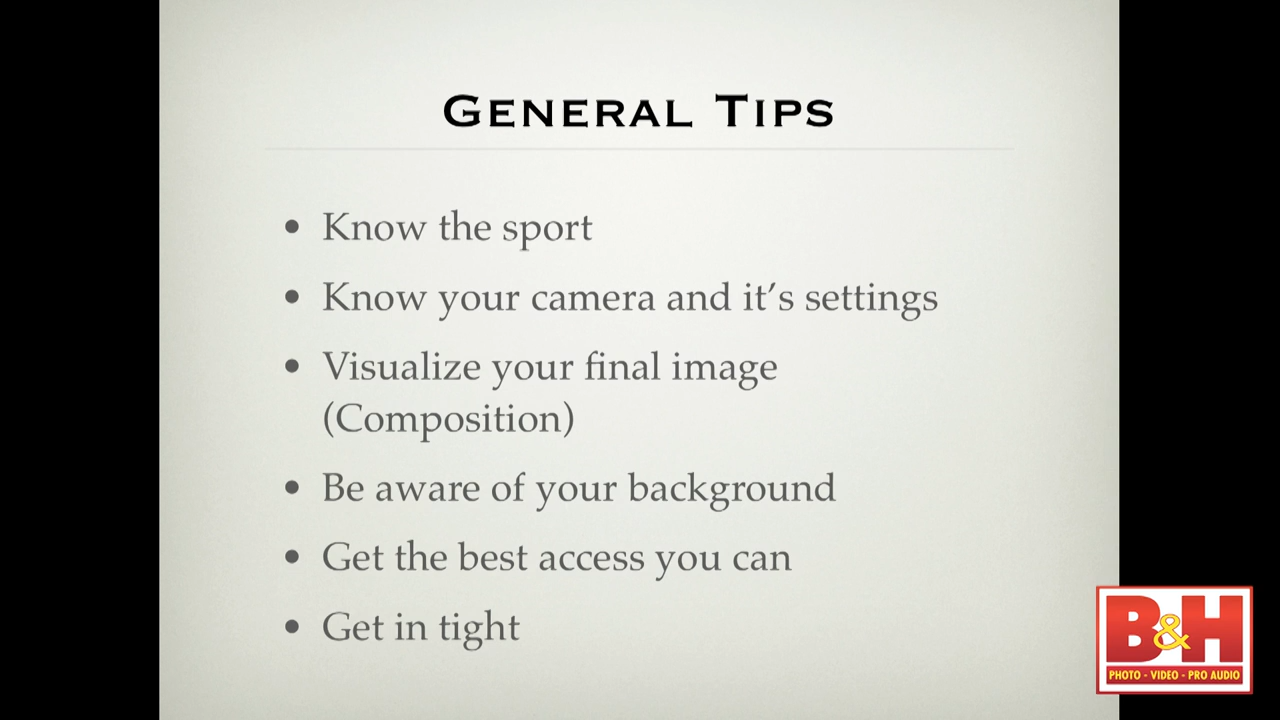 General Tips
• Know the sport
• Know your camera and it’s settings
• Visualize your final image
(Composition)
• Be aware of your background
• Get the best access you can
• Get in tight
B&H
PHOTO - VIDEO - PRO AUDIO